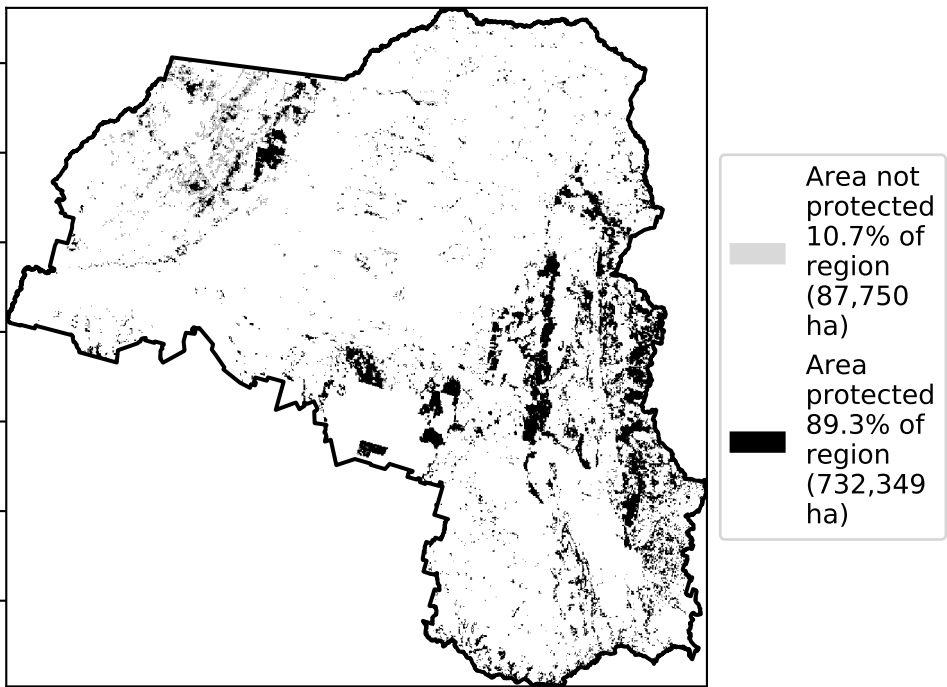 Area not
protected
10.7% of
region
(87,750
ha)
Area
protected
89.3% of
region
(732,349
ha)